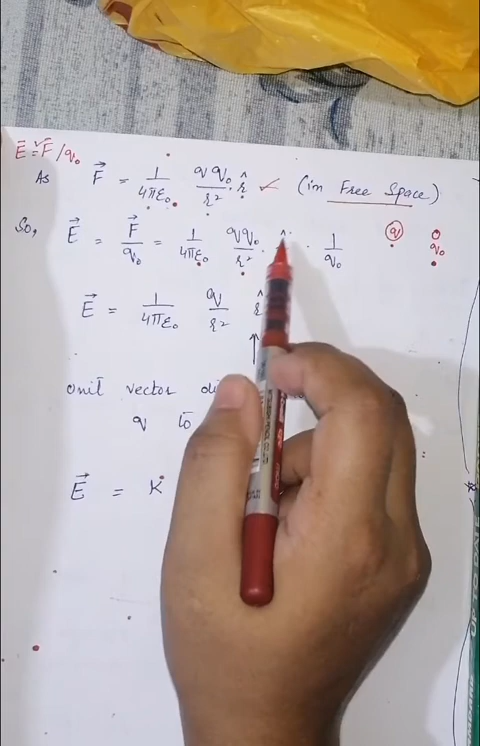 E⃗ = F⃗/q₀
As F⃗ = 1/4πε₀ qq₀/r² · r̂ ✓ (in Free Space)
So, E⃗ = F⃗/q₀ = 1/4πε₀ qq₀/r² · r̂ · 1/q₀ q q₀
E⃗ = 1/4πε₀ q/r² r̂
↑
Unit vector
q to
E⃗ = K